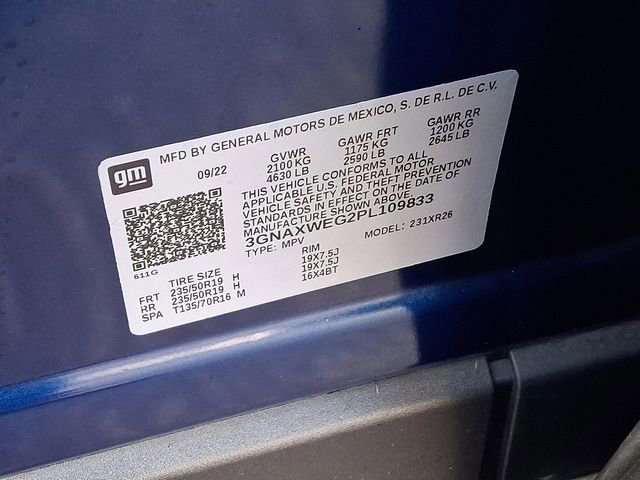 gm
MFD BY GENERAL MOTORS DE MEXICO, S. DE R.L. DE C.V.
09/22
GVWR GAWR FRT GAWR RR
2100 KG 1175 KG 1200 KG
4630 LB 2590 LB 2645 LB
THIS VEHICLE CONFORMS TO ALL
APPLICABLE U.S. FEDERAL MOTOR
VEHICLE SAFETY AND THEFT PREVENTION
STANDARDS IN EFFECT ON THE DATE OF
MANUFACTURE SHOWN ABOVE.
3GNAXWEG2PL109833
TYPE: MPV MODEL: 231XR26
611G
TIRE SIZE RIM
FRT 235/50R19 H 19X7.5J
RR 235/50R19 H 19X7.5J
SPA T135/70R16 M 16X4BT